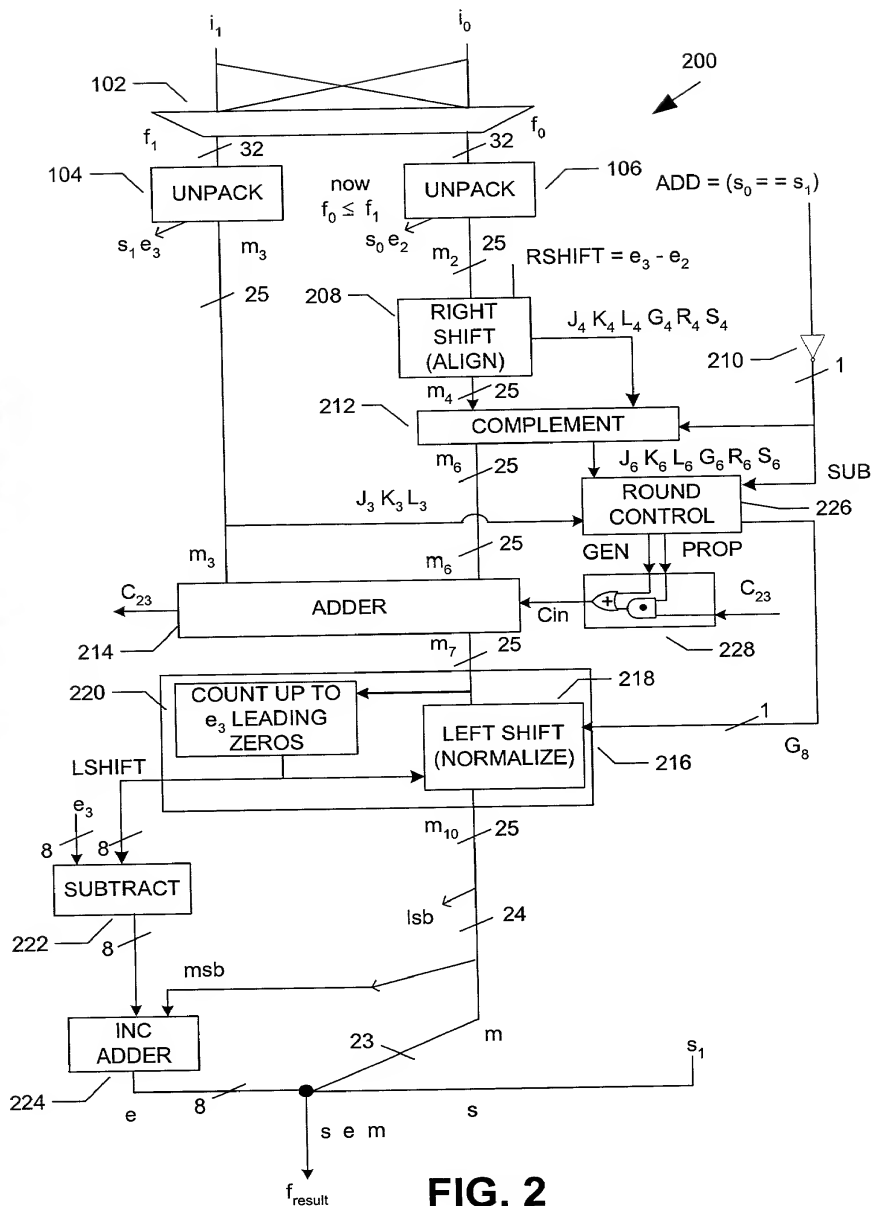 i₁
i₀
200
102
f₁
f₀
32
32
104
UNPACK
now
f₀ ≤ f₁
UNPACK
106
ADD = (s₀ = = s₁)
s₁ e₃
m₃
s₀ e₂
m₂
25
RSHIFT = e₃ - e₂
25
208
RIGHT
SHIFT
(ALIGN)
J₄ K₄ L₄ G₄ R₄ S₄
210
1
m₄
25
212
COMPLEMENT
m₆
25
J₆ K₆ L₆ G₆ R₆ S₆
SUB
J₃ K₃ L₃
ROUND
CONTROL
226
m₃
m₆
25
GEN
PROP
C₂₃
ADDER
Cin
C₂₃
214
m₇
25
228
220
COUNT UP TO
e₃ LEADING
ZEROS
218
LEFT SHIFT
(NORMALIZE)
1
G₈
216
LSHIFT
e₃
8
8
m₁₀
25
SUBTRACT
222
8
lsb
24
msb
INC
ADDER
224
23
m
s₁
e
8
s
s e m
f_result
FIG. 2